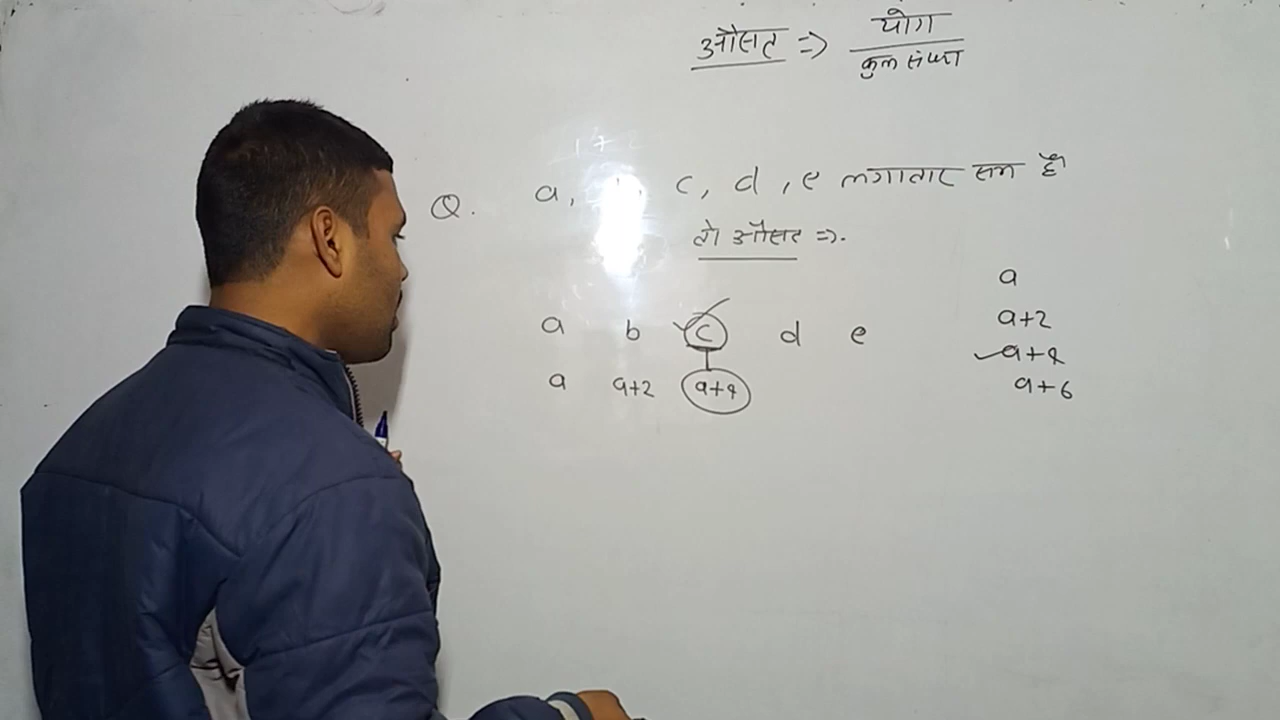 औसत => योग
कुल संख्या
Q. a, c, d, e लगातार सम है
तो औसत =>.
a b c d e
a a+2 a+4
a
a+2
a+4
a+6